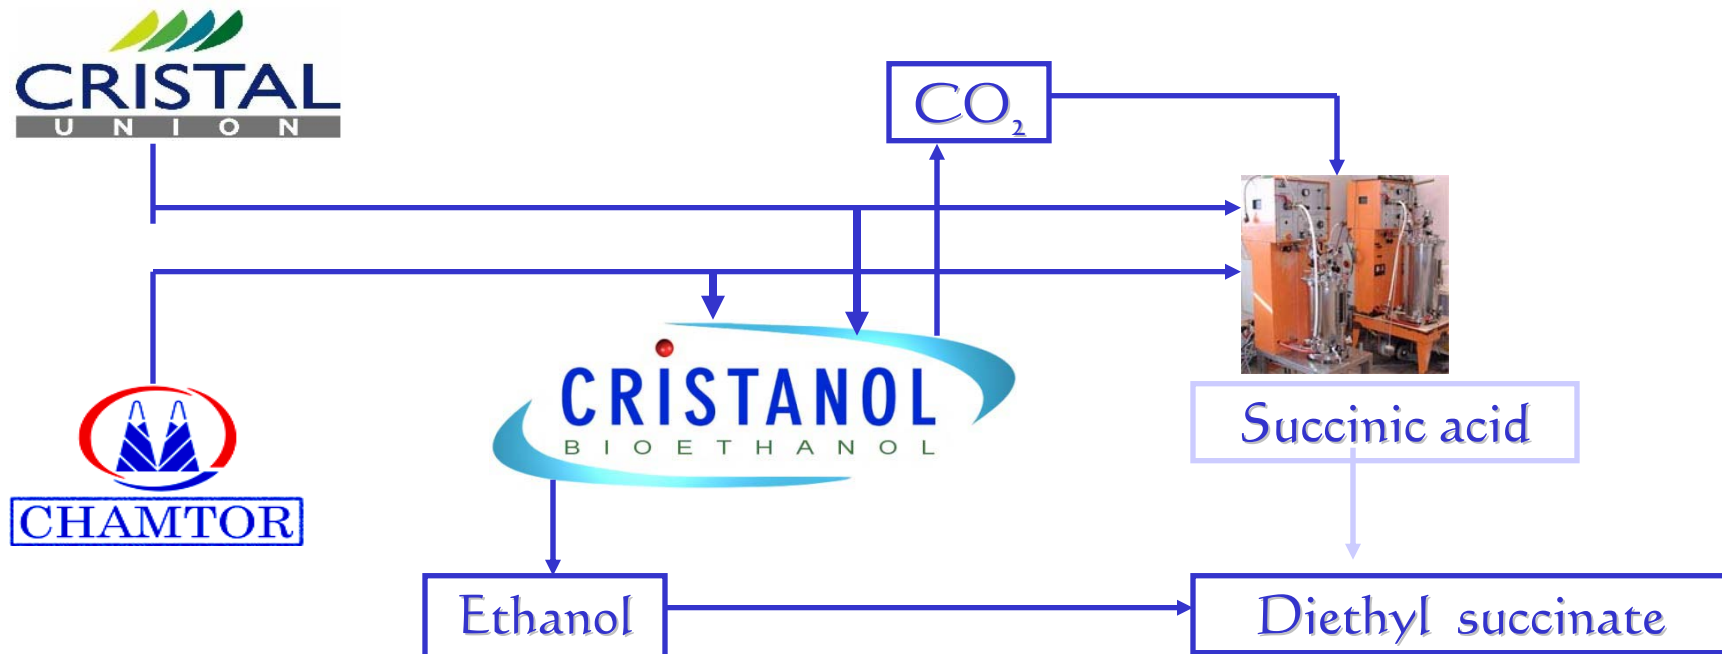 CRISTAL
UNION
CO₂
CRISTANOL
BIOETHANOL
CHAMTOR
Succinic acid
Ethanol
Diethyl succinate